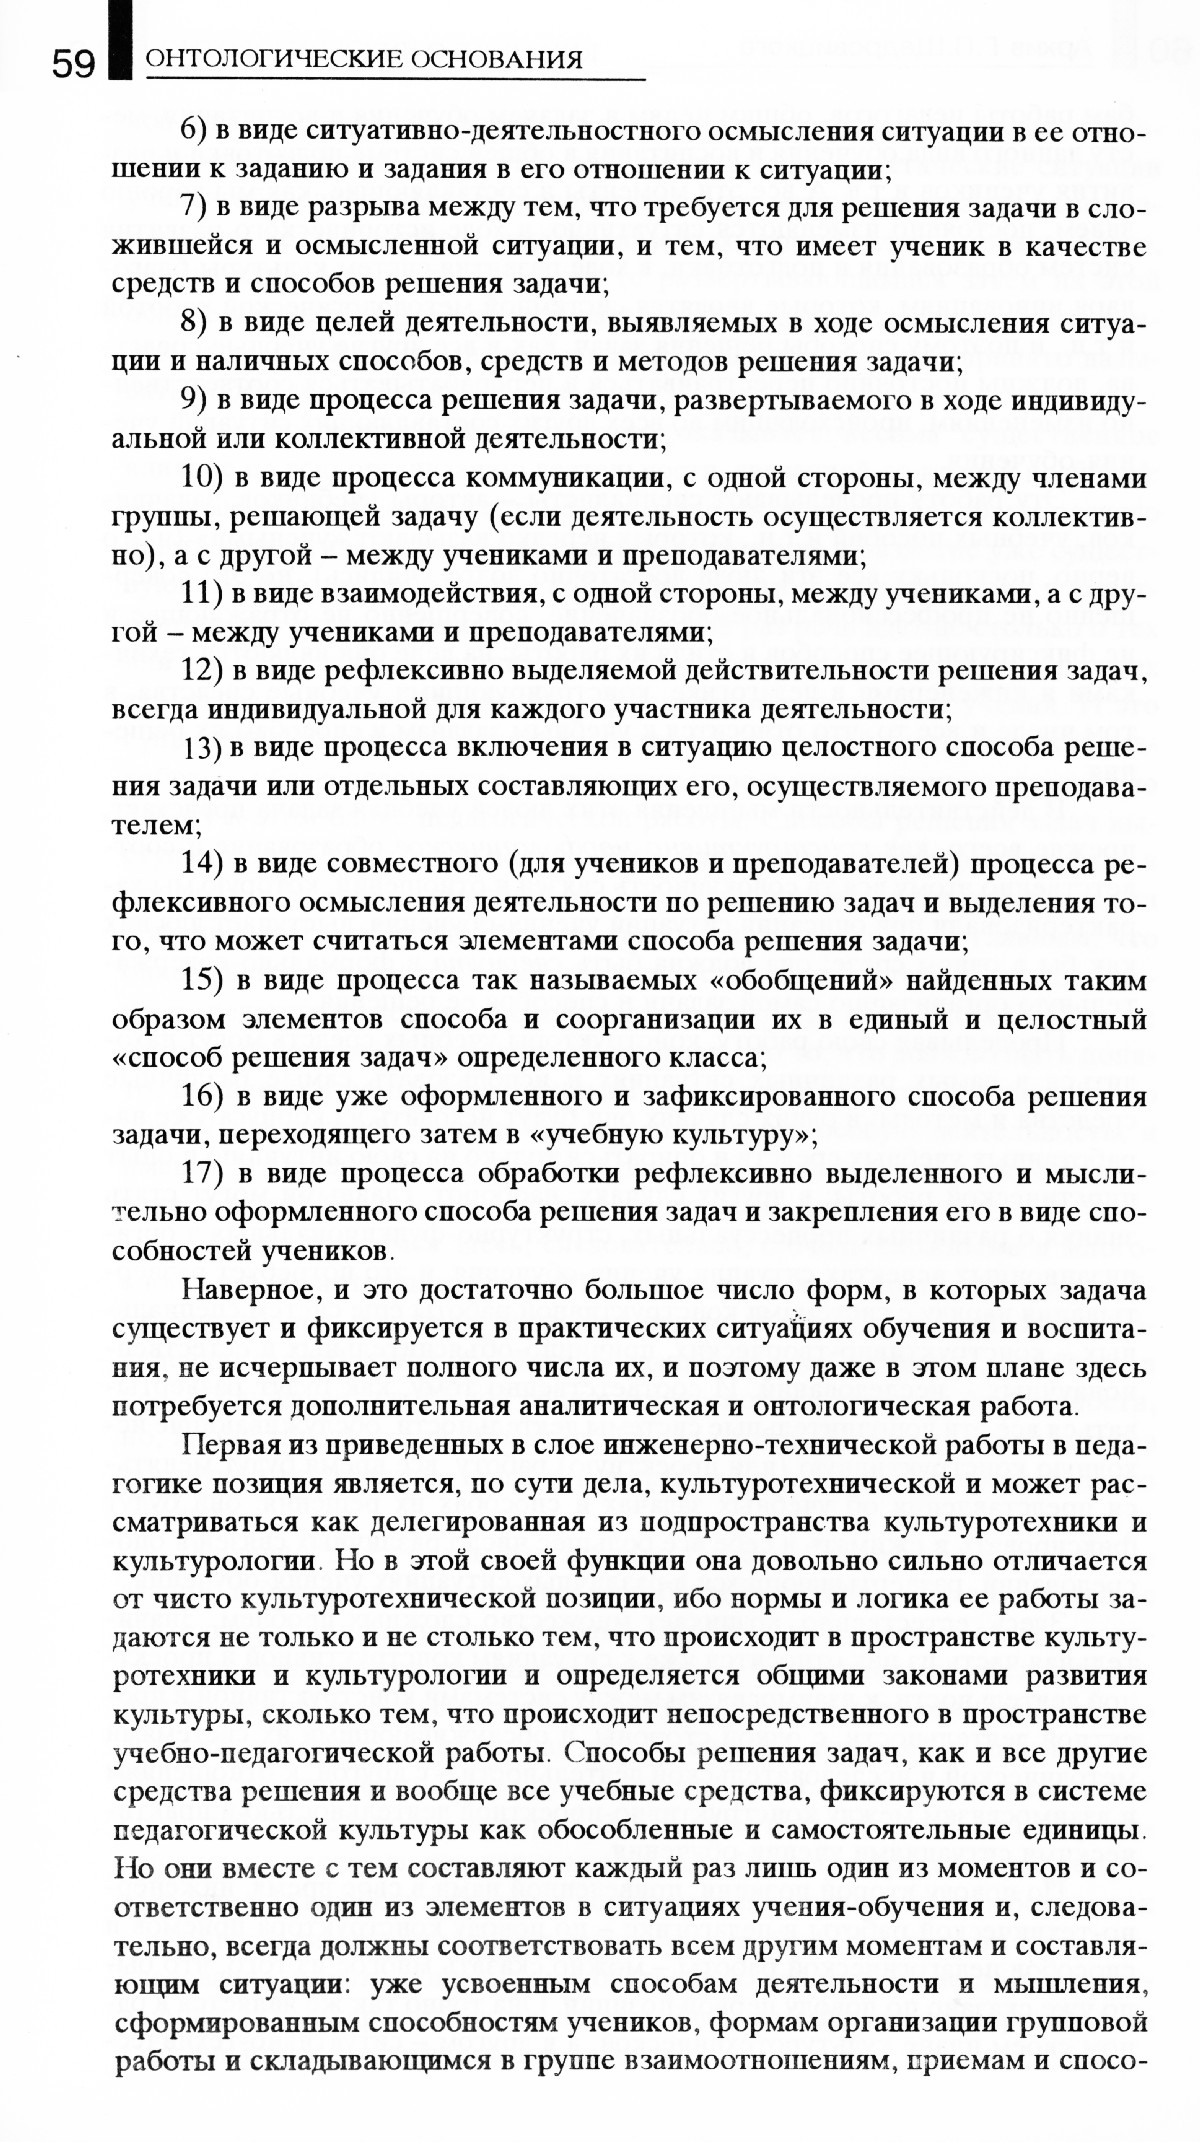 59
ОНТОЛОГИЧЕСКИЕ ОСНОВАНИЯ
6) в виде ситуативно-деятельностного осмысления ситуации в ее отно-
шении к заданию и задания в его отношении к ситуации;
7) в виде разрыва между тем, что требуется для решения задачи в сло-
жившейся и осмысленной ситуации, и тем, что имеет ученик в качестве
средств и способов решения задачи;
8) в виде целей деятельности, выявляемых в ходе осмысления ситуа-
ции и наличных способов, средств и методов решения задачи;
9) в виде процесса решения задачи, развертываемого в ходе индивиду-
альной или коллективной деятельности;
10) в виде процесса коммуникации, с одной стороны, между членами
группы, решающей задачу (если деятельность осуществляется коллектив-
но), а с другой – между учениками и преподавателями;
11) в виде взаимодействия, с одной стороны, между учениками, а с дру-
гой – между учениками и преподавателями;
12) в виде рефлексивно выделяемой действительности решения задач,
всегда индивидуальной для каждого участника деятельности;
13) в виде процесса включения в ситуацию целостного способа реше-
ния задачи или отдельных составляющих его, осуществляемого преподава-
телем;
14) в виде совместного (для учеников и преподавателей) процесса ре-
флексивного осмысления деятельности по решению задач и выделения то-
го, что может считаться элементами способа решения задачи;
15) в виде процесса так называемых «обобщений» найденных таким
образом элементов способа и соорганизации их в единый и целостный
«способ решения задач» определенного класса;
16) в виде уже оформленного и зафиксированного способа решения
задачи, переходящего затем в «учебную культуру»;
17) в виде процесса обработки рефлексивно выделенного и мысли-
тельно оформленного способа решения задач и закрепления его в виде спо-
собностей учеников.
Наверное, и это достаточно большое число форм, в которых задача
существует и фиксируется в практических ситуациях обучения и воспита-
ния, не исчерпывает полного числа их, и поэтому даже в этом плане здесь
потребуется дополнительная аналитическая и онтологическая работа.
Первая из приведенных в слое инженерно-технической работы в педа-
гогике позиция является, по сути дела, культуротехнической и может рас-
сматриваться как делегированная из подпространства культуротехники и
культурологии. Но в этой своей функции она довольно сильно отличается
от чисто культуротехнической позиции, ибо нормы и логика ее работы за-
даются не только и не столько тем, что происходит в пространстве культу-
ротехники и культурологии и определяется общими законами развития
культуры, сколько тем, что происходит непосредственного в пространстве
учебно-педагогической работы. Способы решения задач, как и все другие
средства решения и вообще все учебные средства, фиксируются в системе
педагогической культуры как обособленные и самостоятельные единицы.
Но они вместе с тем составляют каждый раз лишь один из моментов и со-
ответственно один из элементов в ситуациях учения-обучения и, следова-
тельно, всегда должны соответствовать всем другим моментам и составля-
ющим ситуации: уже усвоенным способам деятельности и мышления,
сформированным способностям учеников, формам организации групповой
работы и складывающимся в группе взаимоотношениям, приемам и спосо-